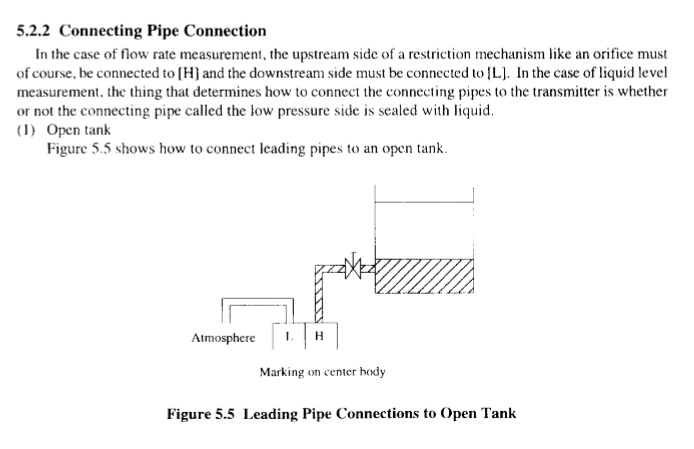 5.2.2 Connecting Pipe Connection
In the case of flow rate measurement, the upstream side of a restriction mechanism like an orifice must
of course, be connected to [H] and the downstream side must be connected to [L]. In the case of liquid level
measurement, the thing that determines how to connect the connecting pipes to the transmitter is whether
or not the connecting pipe called the low pressure side is sealed with liquid.
(1) Open tank
Figure 5.5 shows how to connect leading pipes to an open tank.
Atmosphere
L H
Marking on center body
Figure 5.5 Leading Pipe Connections to Open Tank